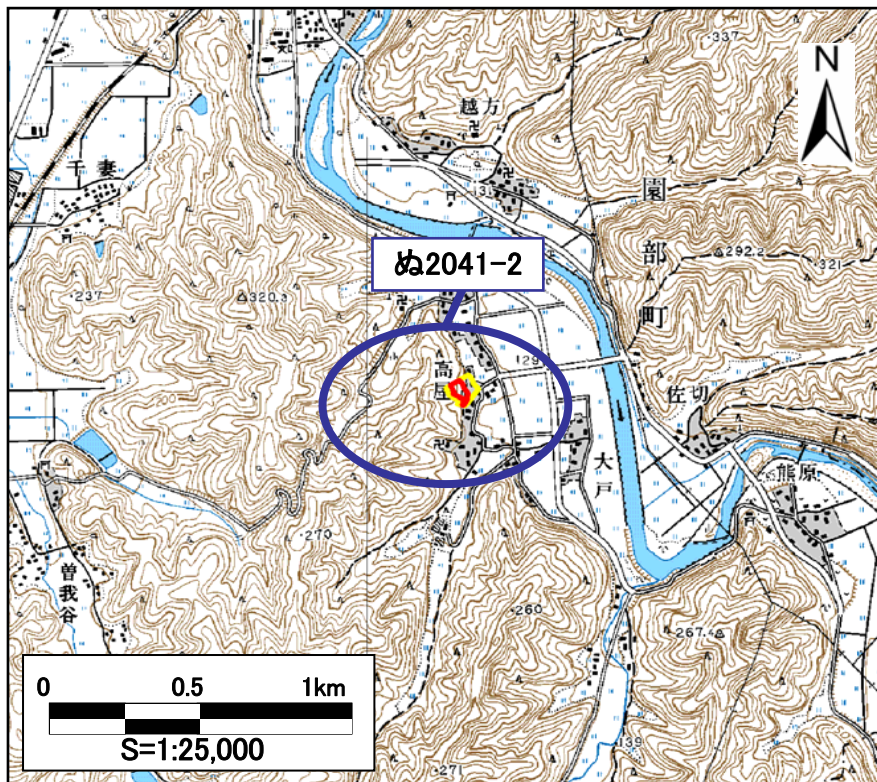 ・337
N
越方
千妻
131
園部町
△292.2
・321
ぬ2041-2
・237
△320.3
129
高屋
佐切
大戸
熊原
・270
曽我谷
・260
267.4△
0 0.5 1km
S=1:25,000
139
・271